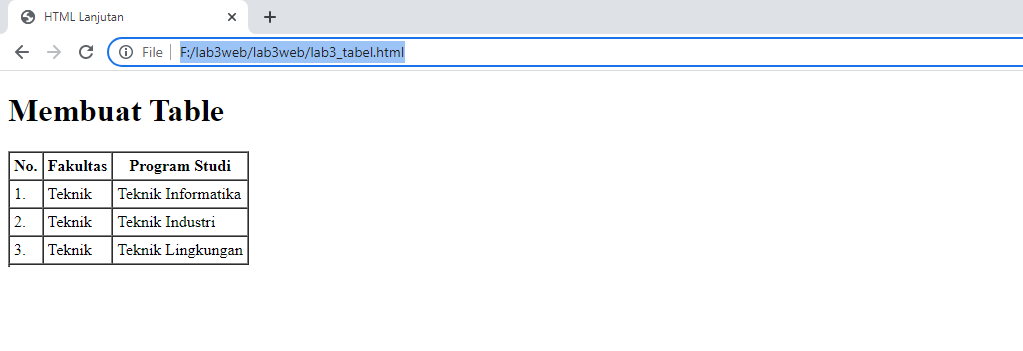 HTML Lanjutan
File F:/lab3web/lab3web/lab3_tabel.html
Membuat Table
No. Fakultas Program Studi
1. Teknik Teknik Informatika
2. Teknik Teknik Industri
3. Teknik Teknik Lingkungan